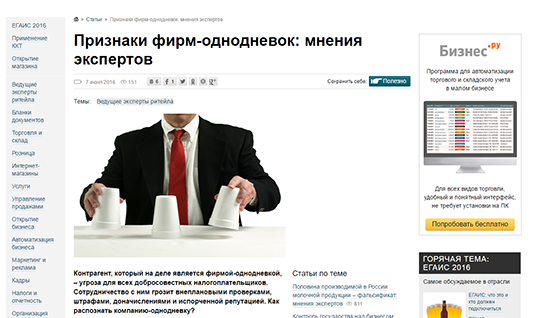 ЕГАИС 2016
Применение
ККТ
Открытие
магазина
Ведущие
эксперты
ритейла
Бланки
документов
Торговля и
склад
Розница
Интернет-
магазины
Услуги
Управление
продажами
Открытие
бизнеса
Автоматизация
бизнеса
Маркетинг и
реклама
Кадры
Налоги и
отчетность
Организация
» Статьи » Признаки фирм-однодневок: мнения экспертов
Признаки фирм-однодневок: мнения
экспертов
7 июня 2016 151
Сохранить себе:
Полезно
Темы: Ведущие эксперты ритейла
Контрагент, который на деле является фирмой-однодневкой,
– угроза для всех добросовестных налогоплательщиков.
Сотрудничество с ним грозит внеплановыми проверками,
штрафами, доначислениями и испорченной репутацией. Как
распознать компанию-однодневку?
Статьи по теме
Половина производимой в России
молочной продукции – фальсификат:
мнения экспертов 811
Контроль государства над бизнесом
Бизнес.ру
Программа для автоматизации
торгового и складского учета
в малом бизнесе
Для всех видов торговли,
удобный и понятный интерфейс,
не требует установки на ПК
Попробовать бесплатно
ГОРЯЧАЯ ТЕМА:
ЕГАИС 2016
Самое обсуждаемое в отрасли
ЕГАИС: что это и
кто должен
подключиться